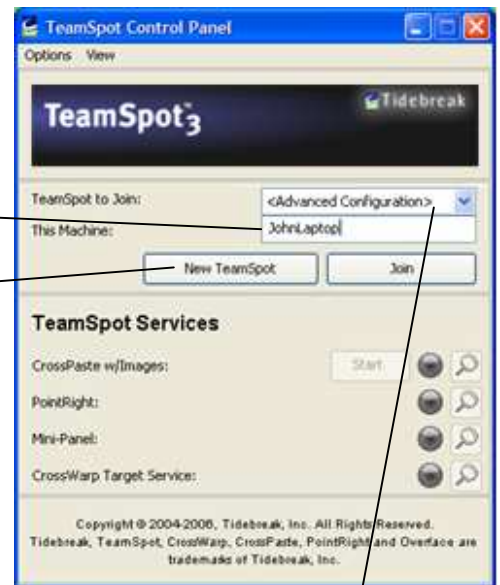 TeamSpot Control Panel
Options View
TeamSpot™3
Tidebreak
TeamSpot to Join: <Advanced Configuration>
This Machine: JohnLaptop
New TeamSpot Join
TeamSpot Services
CrossPaste w/Images: Start
PointRight:
Mini-Panel:
CrossWarp Target Service:
Copyright © 2004-2006, Tidebreak, Inc. All Rights Reserved.
Tidebreak, TeamSpot, CrossWarp, CrossPaste, PointRight and Overface are
trademarks of Tidebreak, Inc.